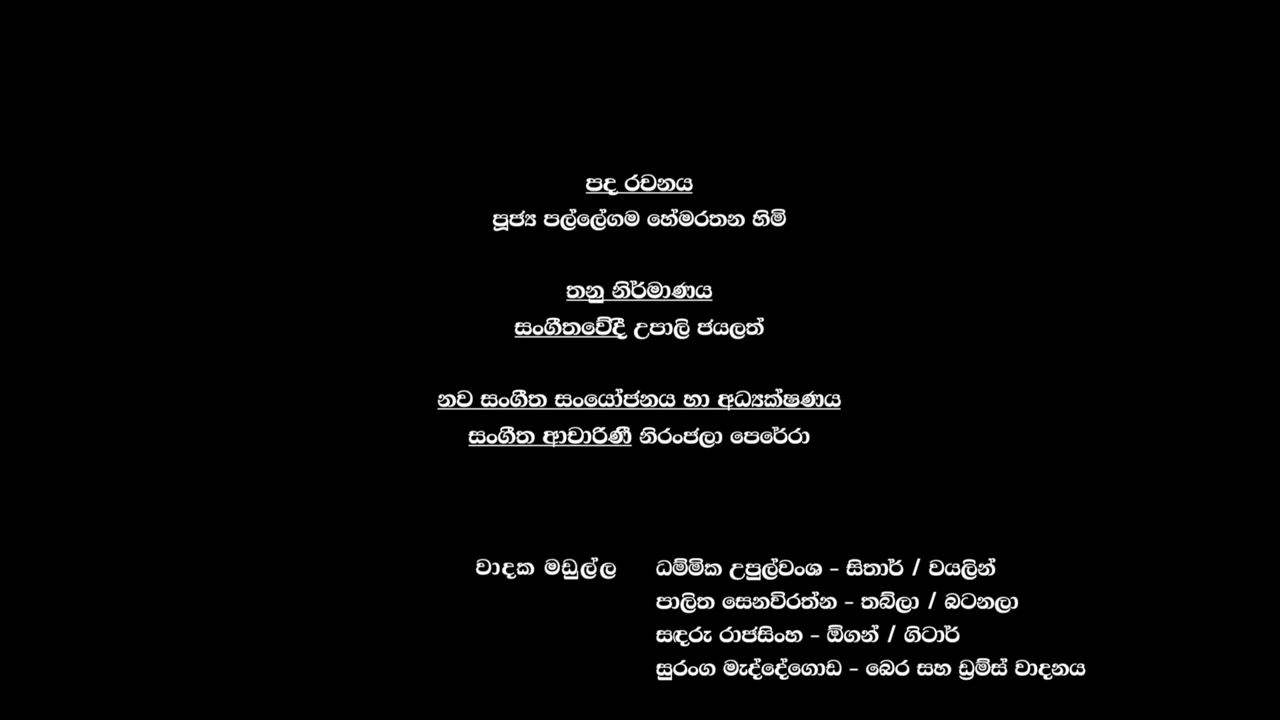 පද රචනය
පූජ්‍ය පල්ලේගම හේමරතන හිමි
තනු නිර්මාණය
සංගීතවේදී උපාලි ජයලත්
නව සංගීත සංයෝජනය හා අධ්‍යක්ෂණය
සංගීත ආචාරිණී නිරංජලා පෙරේරා
වාදක මඩුල්ල ධම්මික උපුල්වංශ - සිතාර් / වයලින්
පාලිත සෙනවිරත්න - තබ්ලා / බටනලා
සඳරු රාජසිංහ - ඕගන් / ගිටාර්
සුරංග මැද්දේගොඩ - බෙර සහ ඩ්‍රම්ස් වාදනය